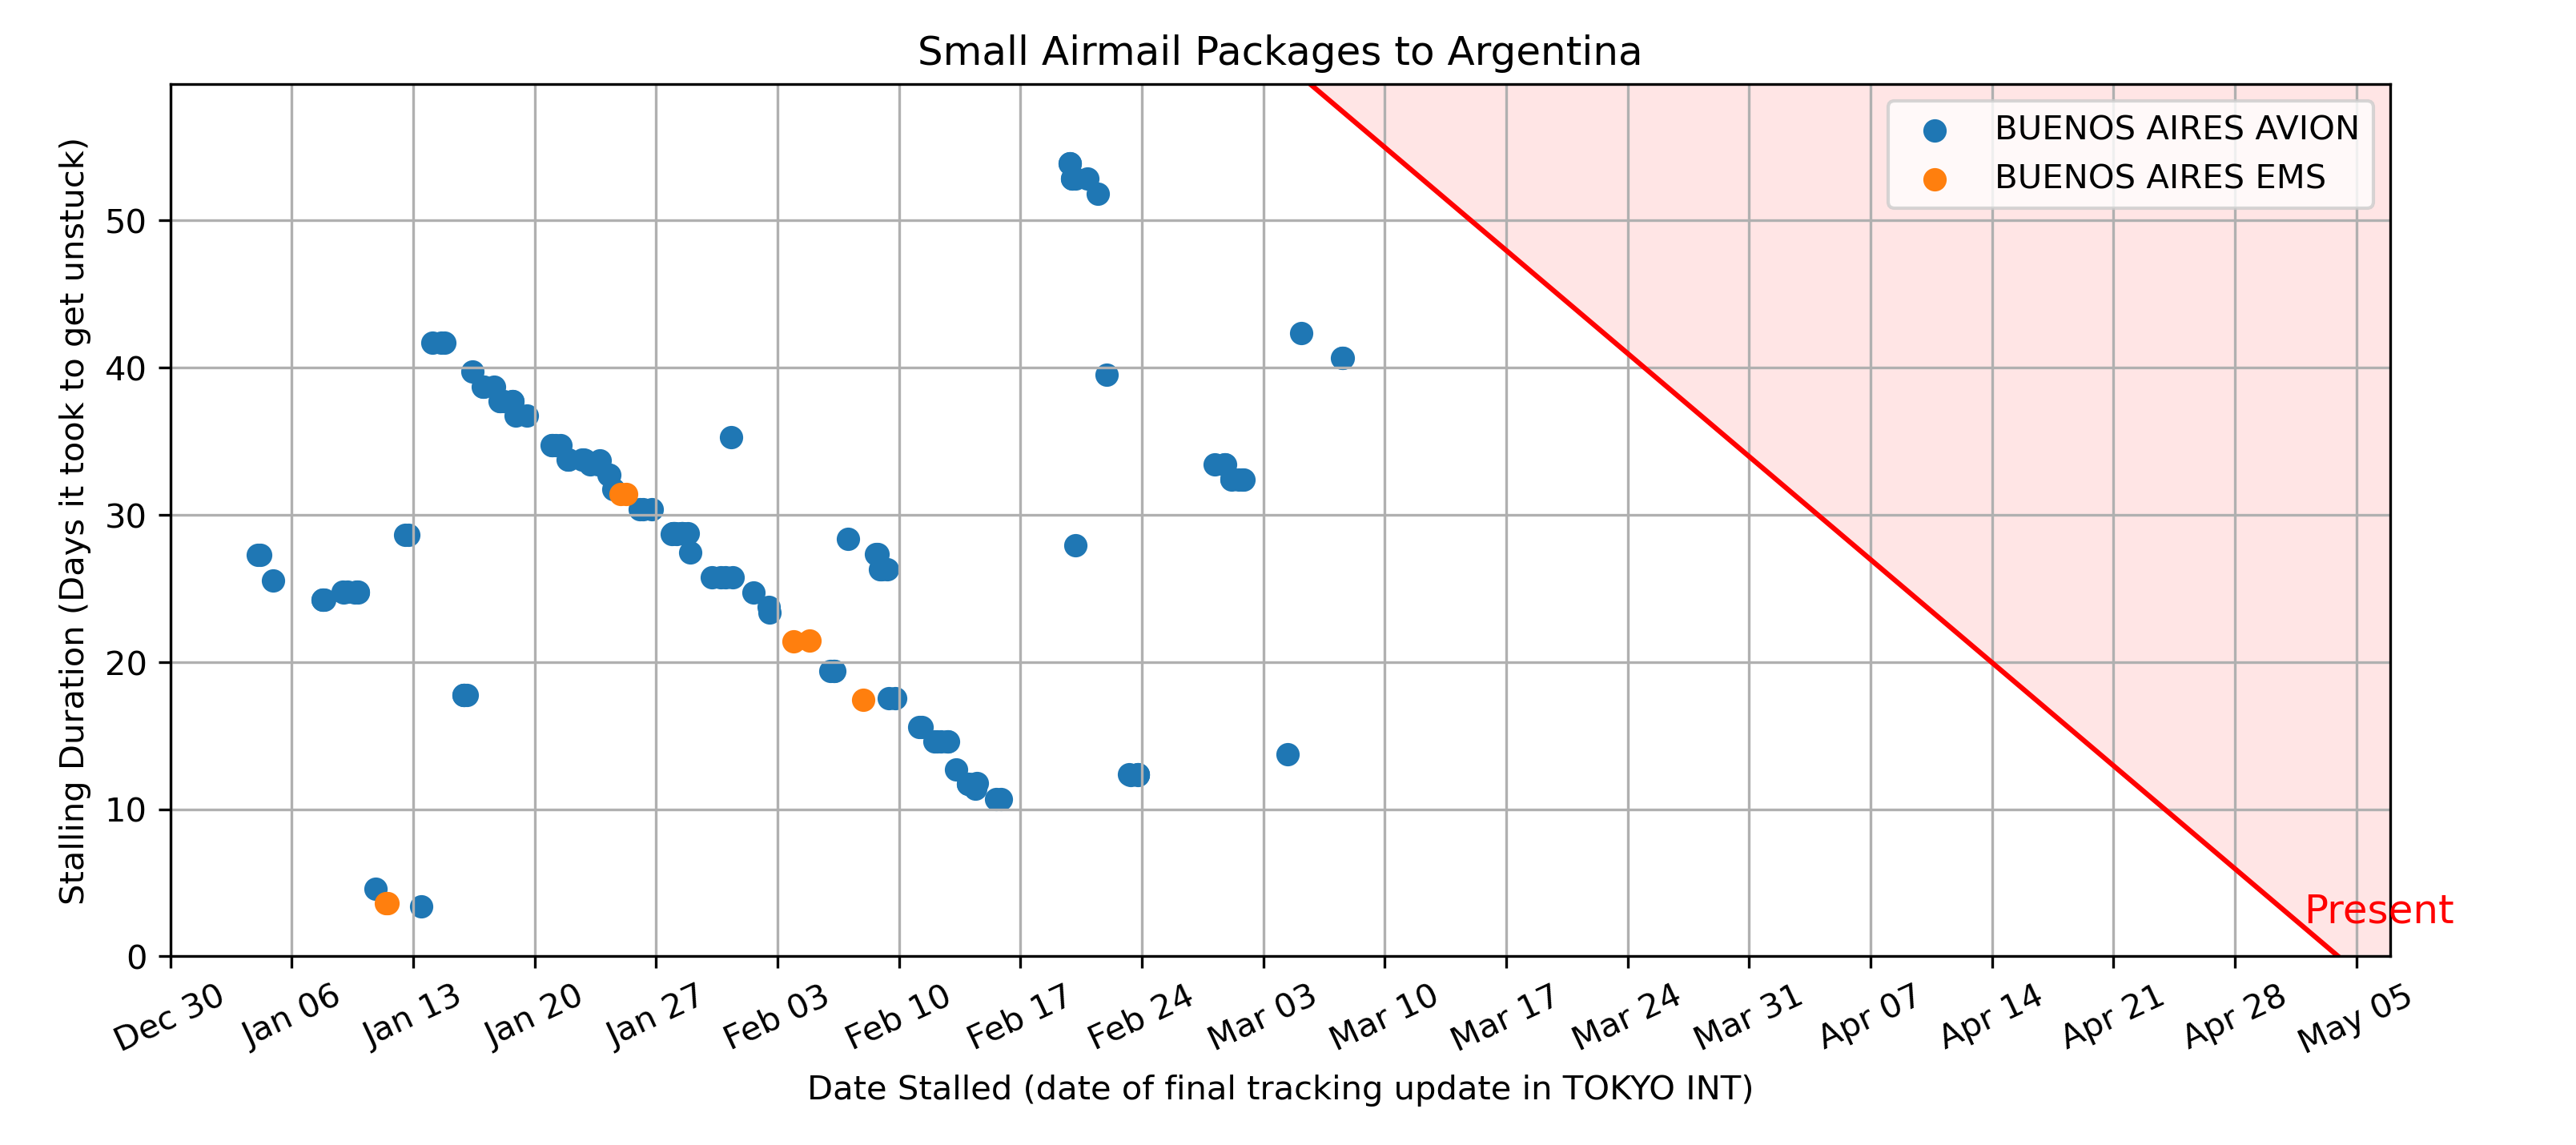 Small Airmail Packages to Argentina
BUENOS AIRES AVION
BUENOS AIRES EMS
Stalling Duration (Days it took to get unstuck)
50
40
30
20
10
0
Present
Dec 30
Jan 06
Jan 13
Jan 20
Jan 27
Feb 03
Feb 10
Feb 17
Feb 24
Mar 03
Mar 10
Mar 17
Mar 24
Mar 31
Apr 07
Apr 14
Apr 21
Apr 28
May 05
Date Stalled (date of final tracking update in TOKYO INT)